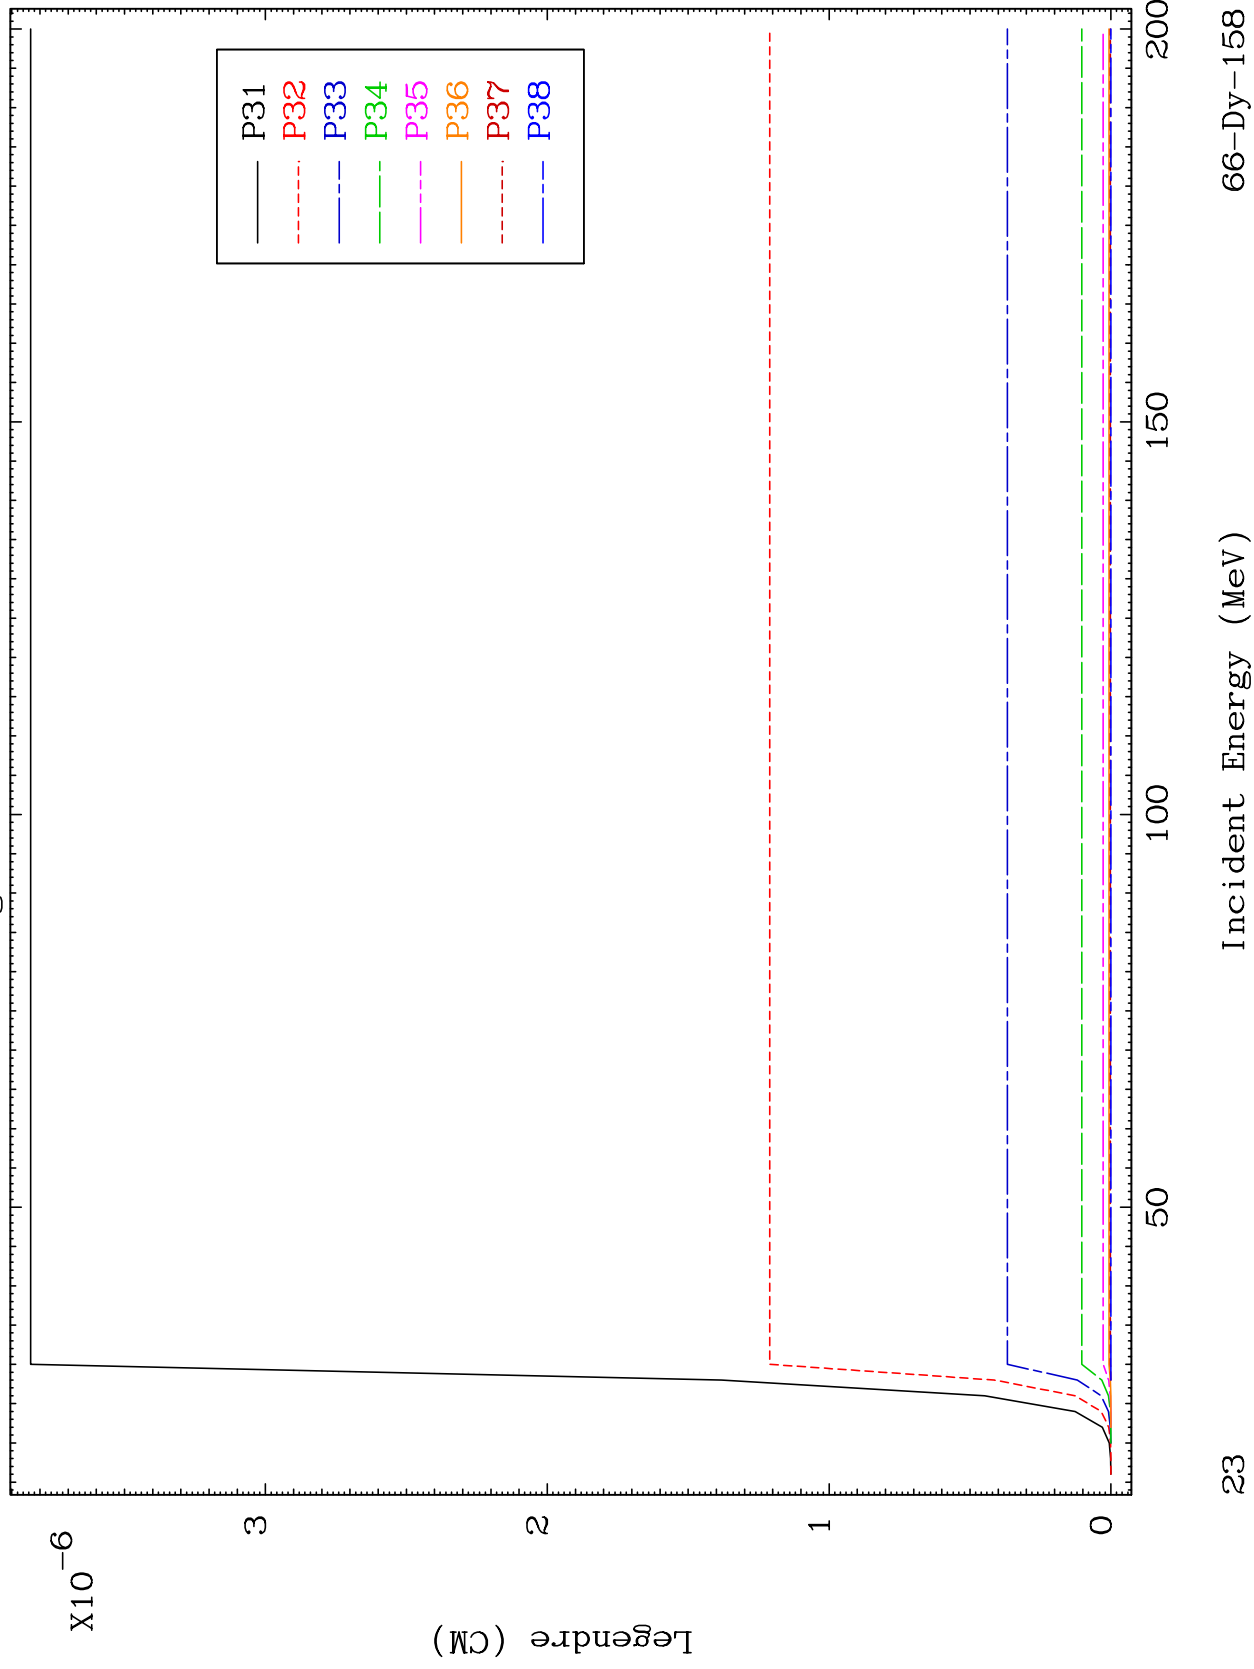 X10-6
3
2
1
0
Legendre (CM)
P31
P32
P33
P34
P35
P36
P37
P38
50
100
150
200
23
Incident Energy (MeV)
66-Dy-158